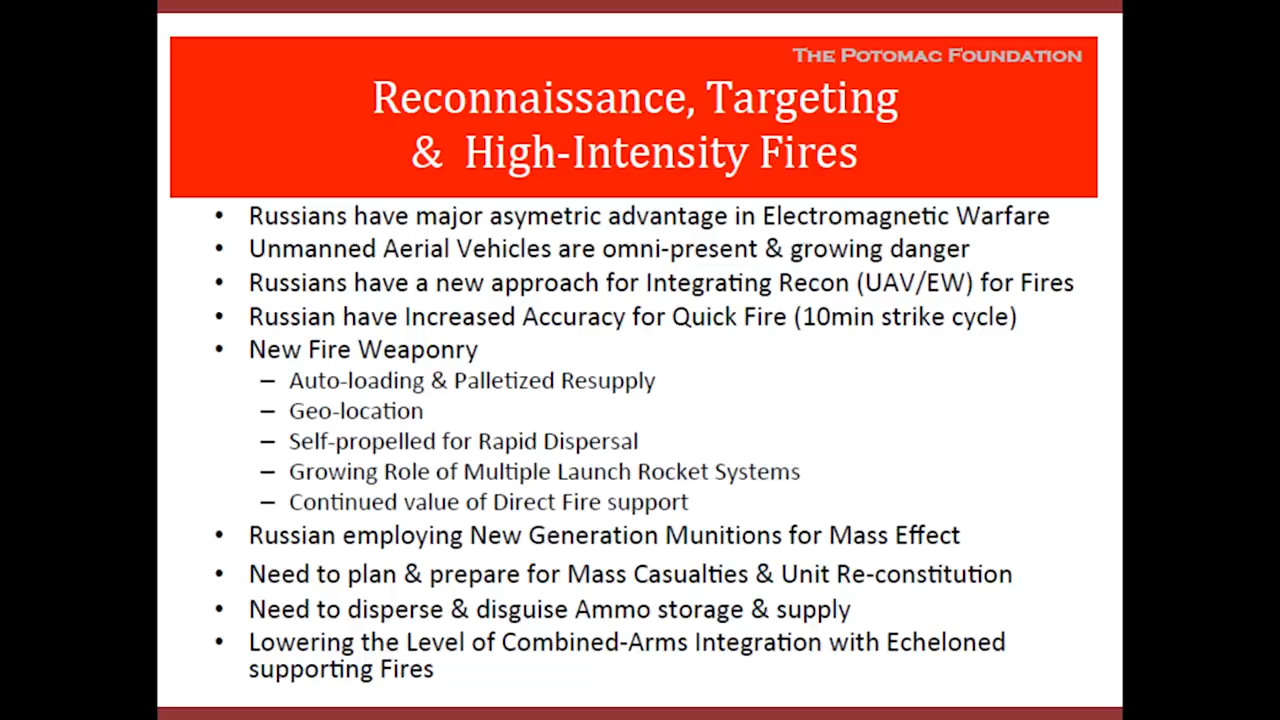 THE POTOMAC FOUNDATION
Reconnaissance, Targeting
& High-Intensity Fires
• Russians have major asymetric advantage in Electromagnetic Warfare
• Unmanned Aerial Vehicles are omni-present & growing danger
• Russians have a new approach for Integrating Recon (UAV/EW) for Fires
• Russian have Increased Accuracy for Quick Fire (10min strike cycle)
• New Fire Weaponry
– Auto-loading & Palletized Resupply
– Geo-location
– Self-propelled for Rapid Dispersal
– Growing Role of Multiple Launch Rocket Systems
– Continued value of Direct Fire support
• Russian employing New Generation Munitions for Mass Effect
• Need to plan & prepare for Mass Casualties & Unit Re-constitution
• Need to disperse & disguise Ammo storage & supply
• Lowering the Level of Combined-Arms Integration with Echeloned
supporting Fires